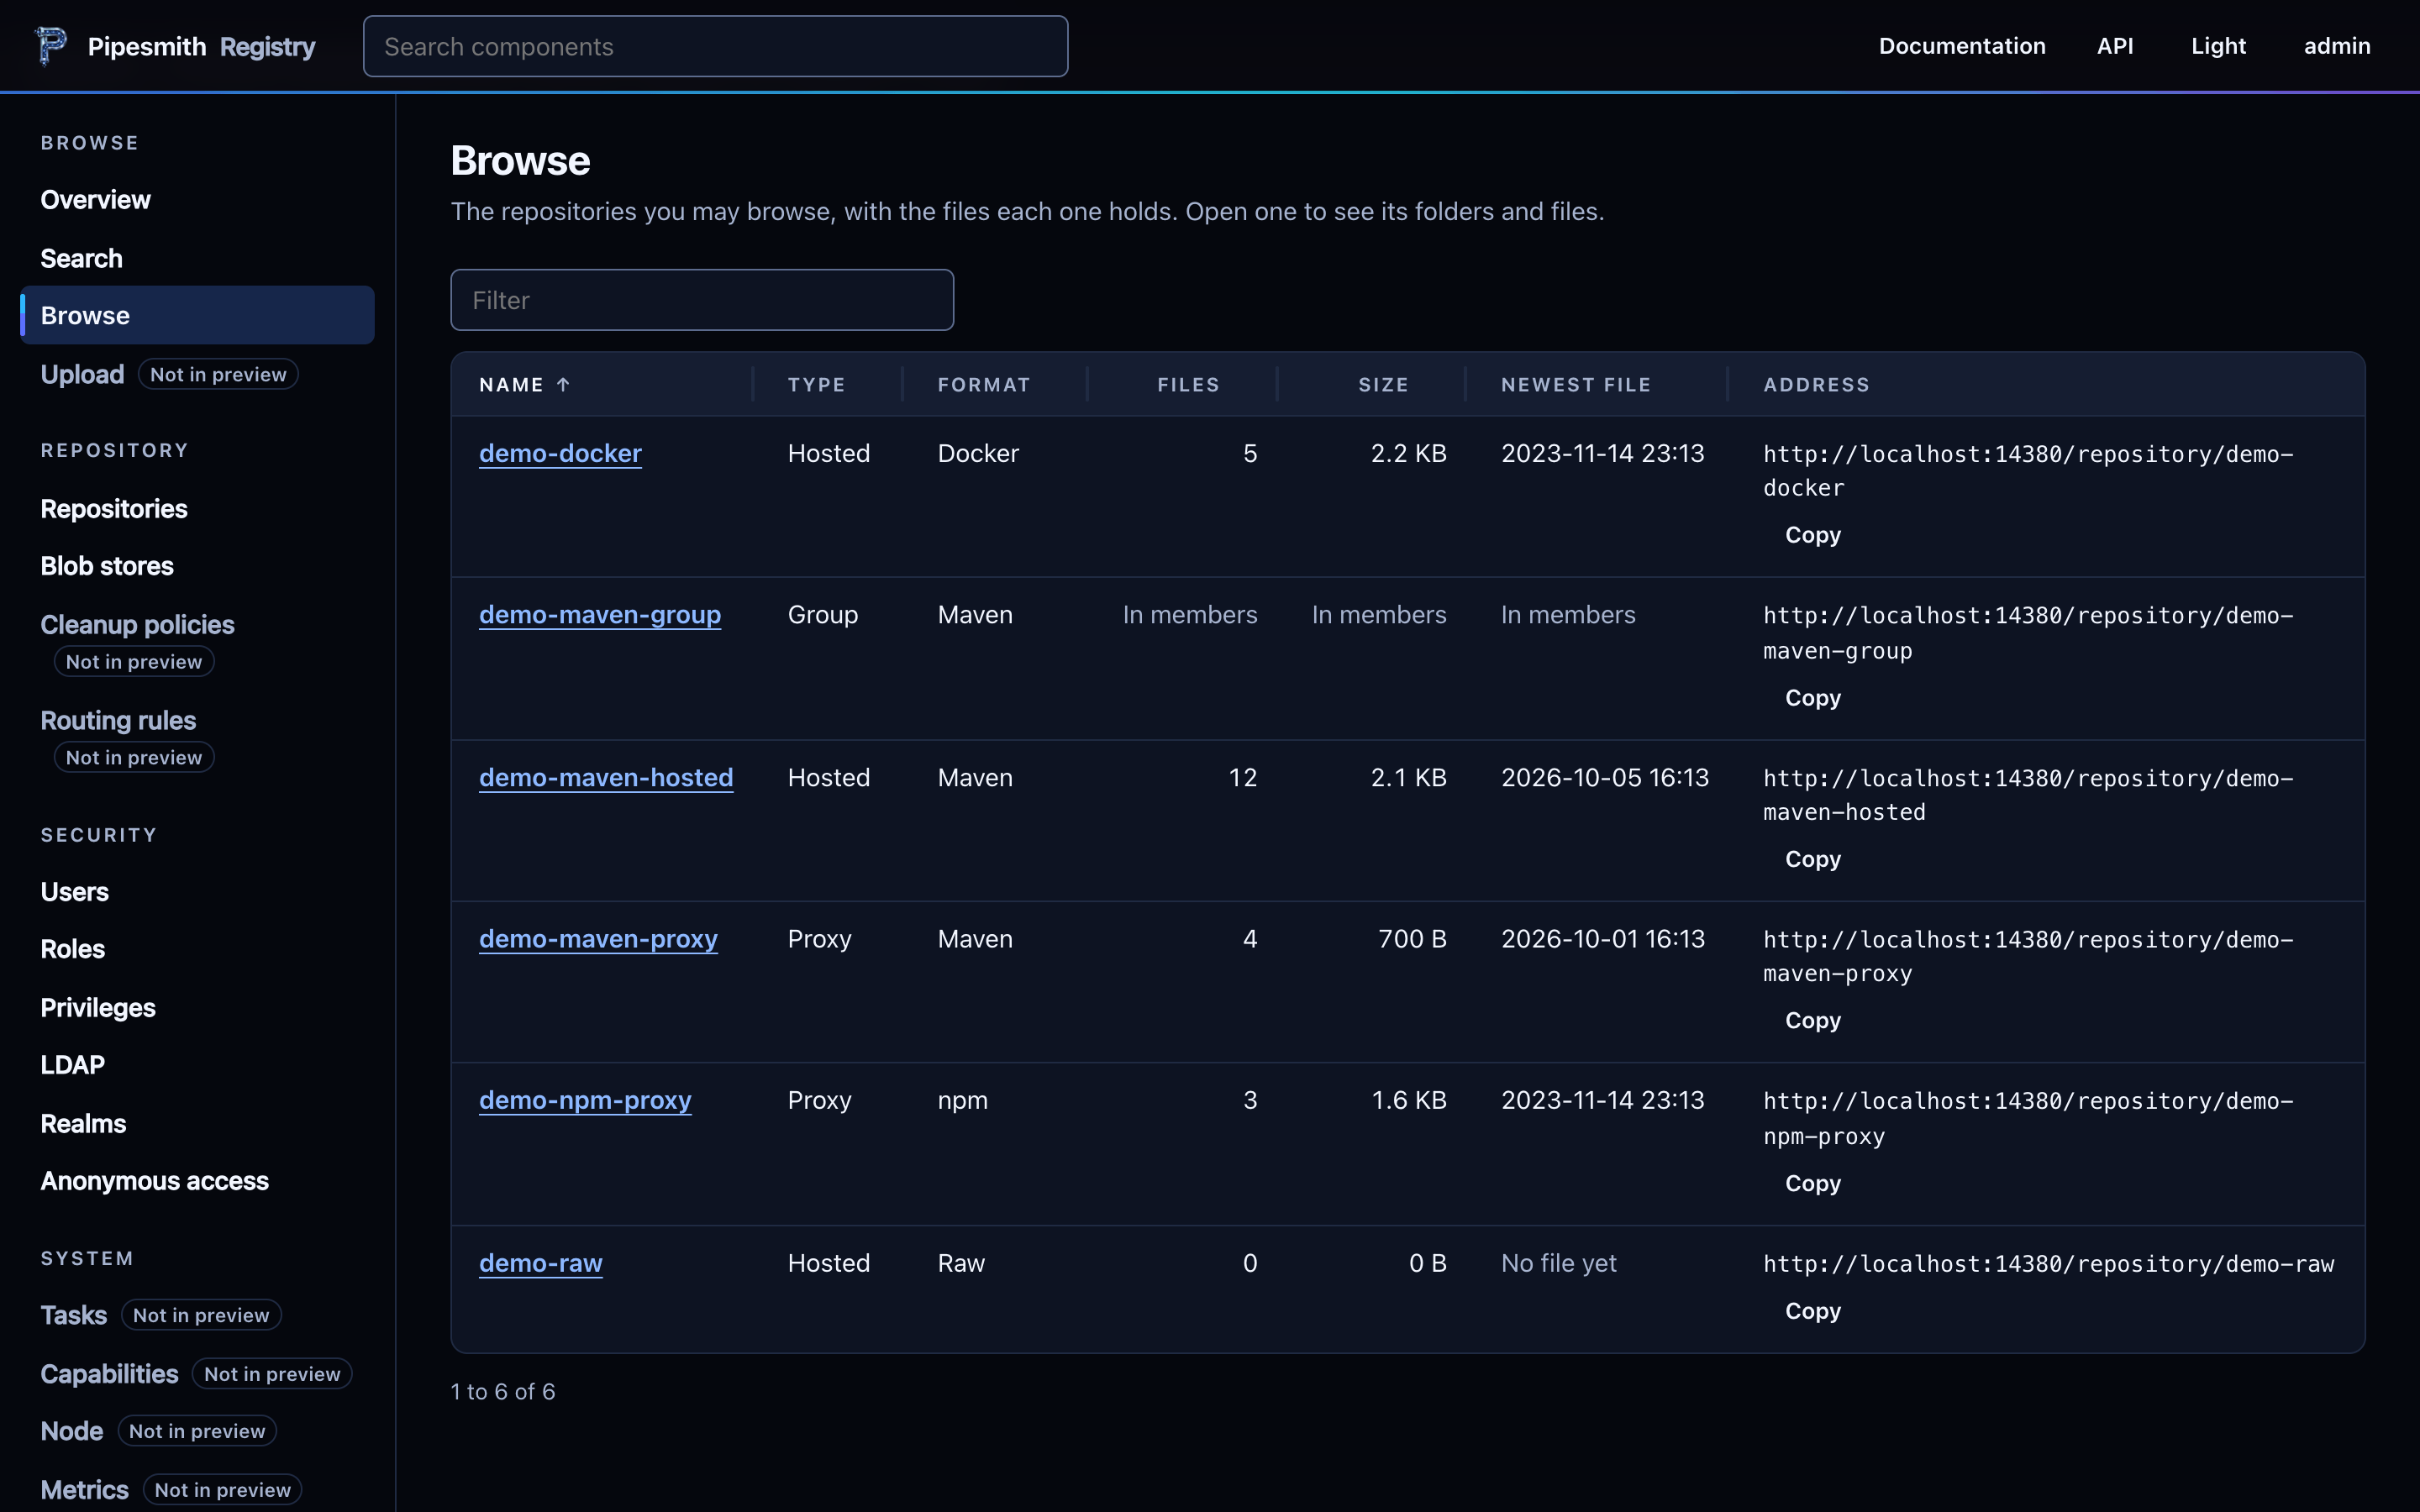 Pipesmith Registry
Search components
Documentation
API
Light
admin
BROWSE
Overview
Search
Browse
Upload Not in preview
REPOSITORY
Repositories
Blob stores
Cleanup policies
Not in preview
Routing rules
Not in preview
SECURITY
Users
Roles
Privileges
LDAP
Realms
Anonymous access
SYSTEM
Tasks Not in preview
Capabilities Not in preview
Node Not in preview
Metrics Not in preview
Browse
The repositories you may browse, with the files each one holds. Open one to see its folders and files.
Filter
NAME ↑ TYPE FORMAT FILES SIZE NEWEST FILE ADDRESS
demo-docker Hosted Docker 5 2.2 KB 2023-11-14 23:13 http://localhost:14380/repository/demo-
docker
Copy
demo-maven-group Group Maven In members In members In members http://localhost:14380/repository/demo-
maven-group
Copy
demo-maven-hosted Hosted Maven 12 2.1 KB 2026-10-05 16:13 http://localhost:14380/repository/demo-
maven-hosted
Copy
demo-maven-proxy Proxy Maven 4 700 B 2026-10-01 16:13 http://localhost:14380/repository/demo-
maven-proxy
Copy
demo-npm-proxy Proxy npm 3 1.6 KB 2023-11-14 23:13 http://localhost:14380/repository/demo-
npm-proxy
Copy
demo-raw Hosted Raw 0 0 B No file yet http://localhost:14380/repository/demo-raw
Copy
1 to 6 of 6